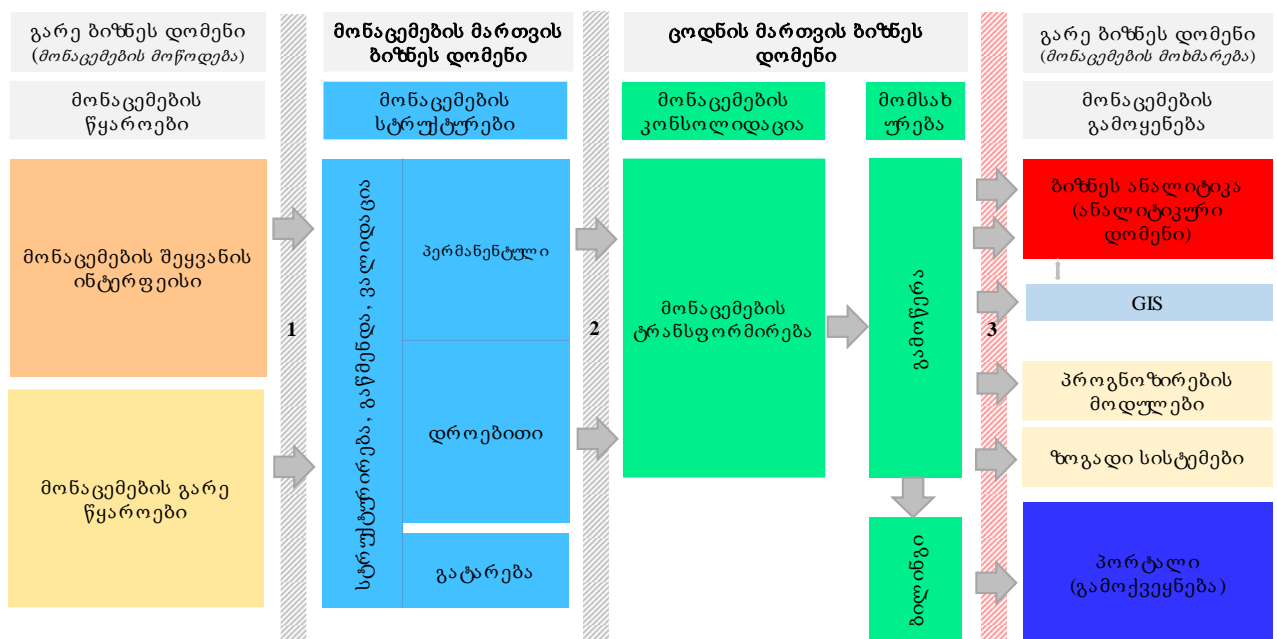 გარე ბიზნეს დომენი
(მონაცემების მოწოდება)
მონაცემების
წყაროები
მონაცემების შეყვანის
ინტერფეისი
მონაცემების გარე
წყაროები
1
მონაცემების მართვის
ბიზნეს დომენი
მონაცემების
სტრუქტურები
სტრუქტურირება, გაწმენდა, ვალიდაცია
პერმანენტული
დროებითი
გატარება
2
ცოდნის მართვის ბიზნეს
დომენი
მონაცემების
კონსოლიდაცია
მონაცემების
ტრანსფორმირება
მომსახ
ურება
გამოწერა
ბილინგი
3
გარე ბიზნეს დომენი
(მონაცემების მოხმარება)
მონაცემების
გამოყენება
ბიზნეს ანალიტიკა
(ანალიტიკური
დომენი)
GIS
პროგნოზირების
მოდულები
ზოგადი სისტემები
პორტალი
(გამოქვეყნება)